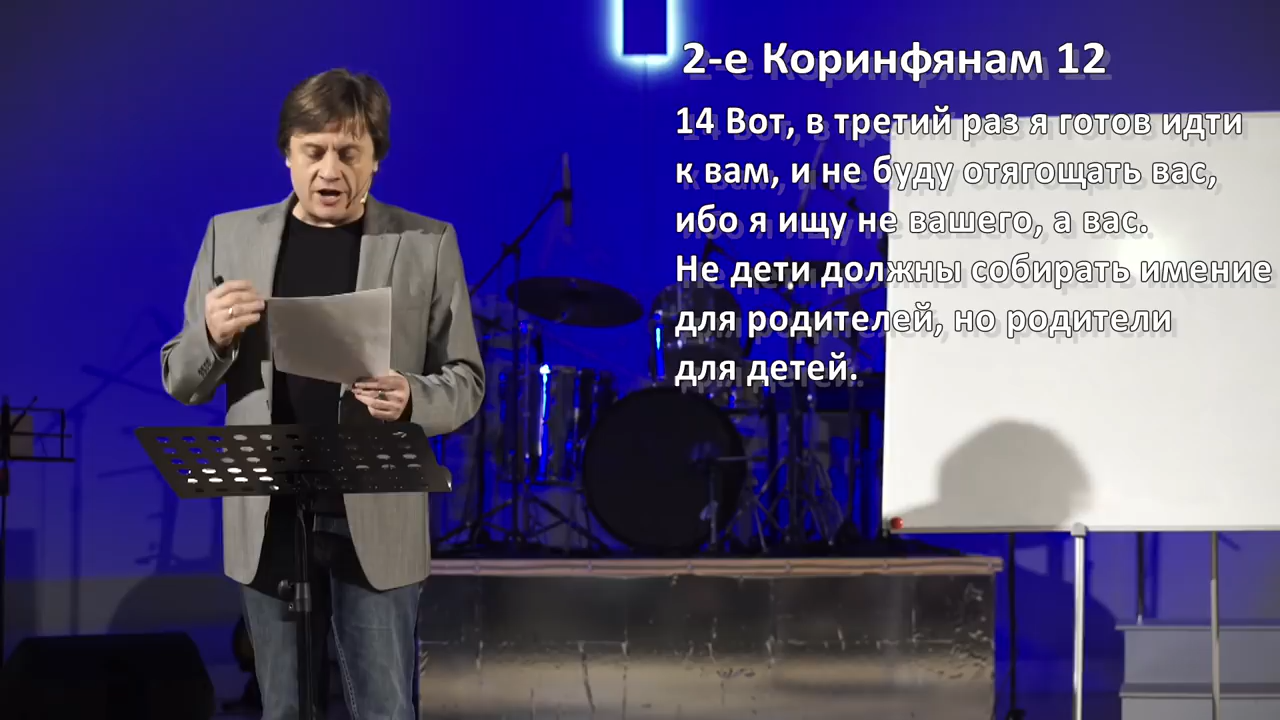 2-е Коринфянам 12
14 Вот, в третий раз я готов идти
к вам, и не буду отягощать вас,
ибо я ищу не вашего, а вас.
Не дети должны собирать имение
для родителей, но родители
для детей.